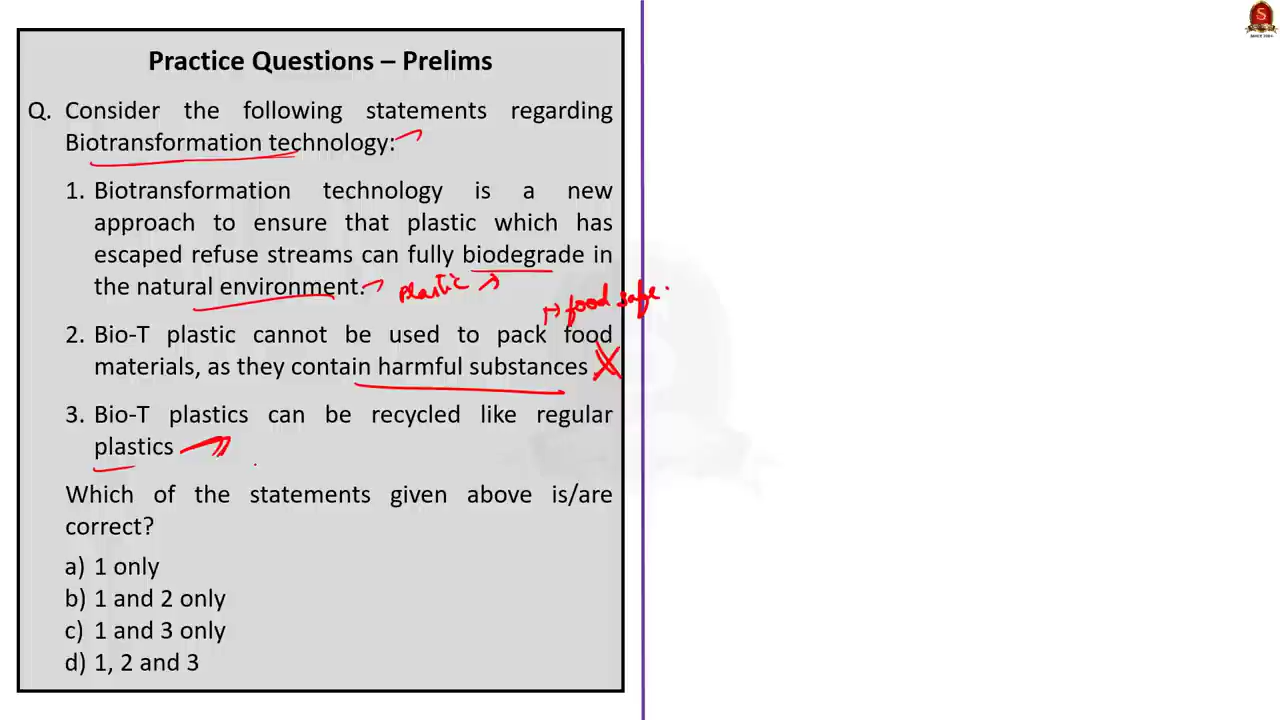 Practice Questions – Prelims
Q. Consider the following statements regarding
Biotransformation technology:
1. Biotransformation technology is a new
approach to ensure that plastic which has
escaped refuse streams can fully biodegrade in
the natural environment.
plastic
food safe.
2. Bio-T plastic cannot be used to pack food
materials, as they contain harmful substances
3. Bio-T plastics can be recycled like regular
plastics
Which of the statements given above is/are
correct?
a) 1 only
b) 1 and 2 only
c) 1 and 3 only
d) 1, 2 and 3